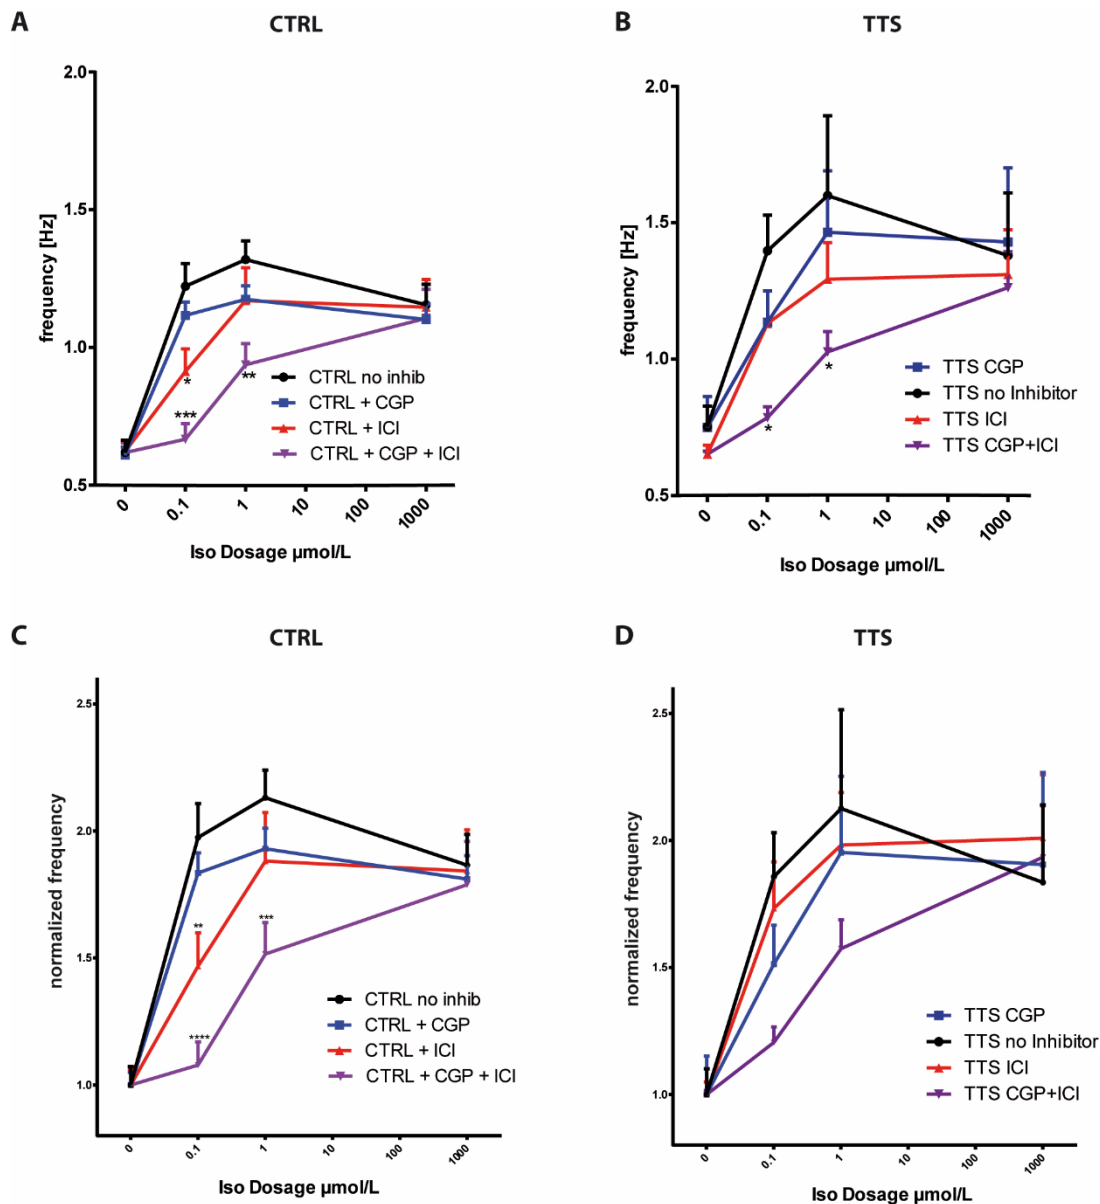 A
CTRL
frequency [Hz]
2.0
1.5
1.0
0.5
*
***
**
CTRL no inhib
CTRL + CGP
CTRL + ICI
CTRL + CGP + ICI
0
0.1
1
10
100
1000
Iso Dosage µmol/L
B
TTS
frequency [Hz]
2.0
1.5
1.0
0.5
*
*
TTS CGP
TTS no Inhibitor
TTS ICI
TTS CGP+ICI
0
0.1
1
10
100
1000
Iso Dosage µmol/L
C
CTRL
normalized frequency
2.5
2.0
1.5
1.0
**
***
****
CTRL no inhib
CTRL + CGP
CTRL + ICI
CTRL + CGP + ICI
0
0.1
1
10
100
1000
Iso Dosage µmol/L
D
TTS
normalized frequency
2.5
2.0
1.5
1.0
TTS CGP
TTS no Inhibitor
TTS ICI
TTS CGP+ICI
0
0.1
1
10
100
1000
Iso Dosage µmol/L